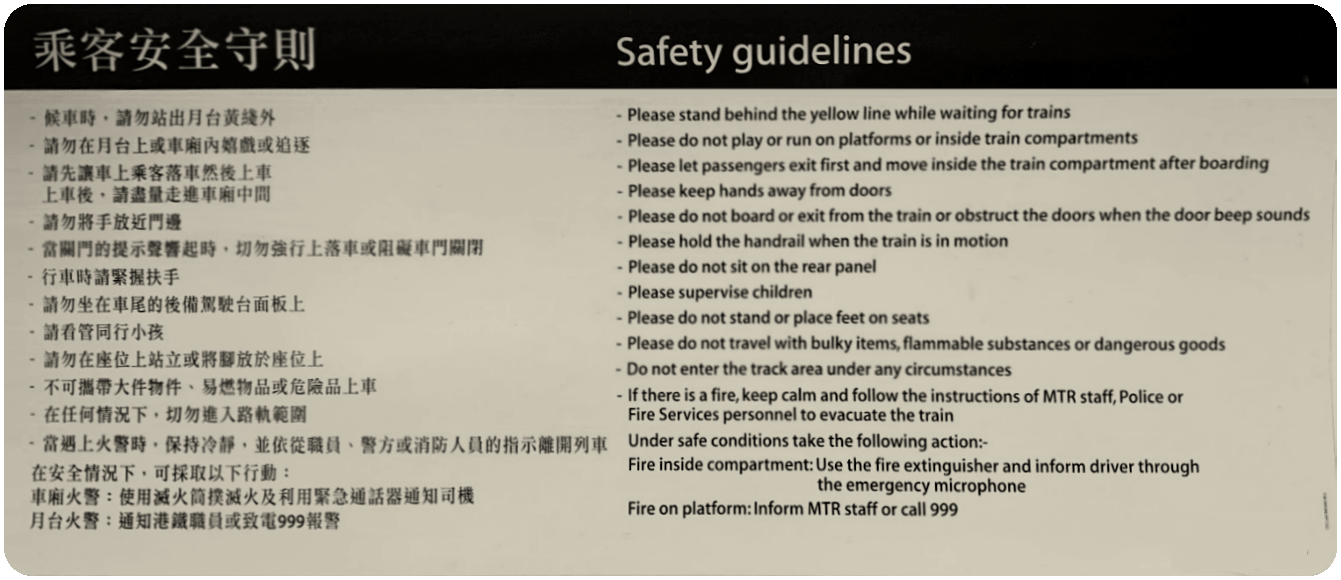 乘客安全守則
- 候車時，請勿站出月台黃綫外
- 請勿在月台上或車廂內嬉戲或追逐
- 請先讓車上乘客落車然後上車
上車後，請盡量走進車廂中間
- 請勿將手放近門邊
- 當關門的提示聲響起時，切勿強行上落車或阻礙車門關閉
- 行車時請緊握扶手
- 請勿坐在車尾的後備駕駛台面板上
- 請看管同行小孩
- 請勿在座位上站立或將腳放於座位上
- 不可攜帶大件物件、易燃物品或危險品上車
- 在任何情況下，切勿進入路軌範圍
- 當遇上火警時，保持冷靜，並依從職員、警方或消防人員的指示離開列車
在安全情況下，可採取以下行動：
車廂火警：使用滅火筒撲滅火及利用緊急通話器通知司機
月台火警：通知港鐵職員或致電999報警
Safety guidelines
- Please stand behind the yellow line while waiting for trains
- Please do not play or run on platforms or inside train compartments
- Please let passengers exit first and move inside the train compartment after boarding
- Please keep hands away from doors
- Please do not board or exit from the train or obstruct the doors when the door beep sounds
- Please hold the handrail when the train is in motion
- Please do not sit on the rear panel
- Please supervise children
- Please do not stand or place feet on seats
- Please do not travel with bulky items, flammable substances or dangerous goods
- Do not enter the track area under any circumstances
- If there is a fire, keep calm and follow the instructions of MTR staff, Police or
Fire Services personnel to evacuate the train
Under safe conditions take the following action:-
Fire inside compartment: Use the fire extinguisher and inform driver through
the emergency microphone
Fire on platform: Inform MTR staff or call 999